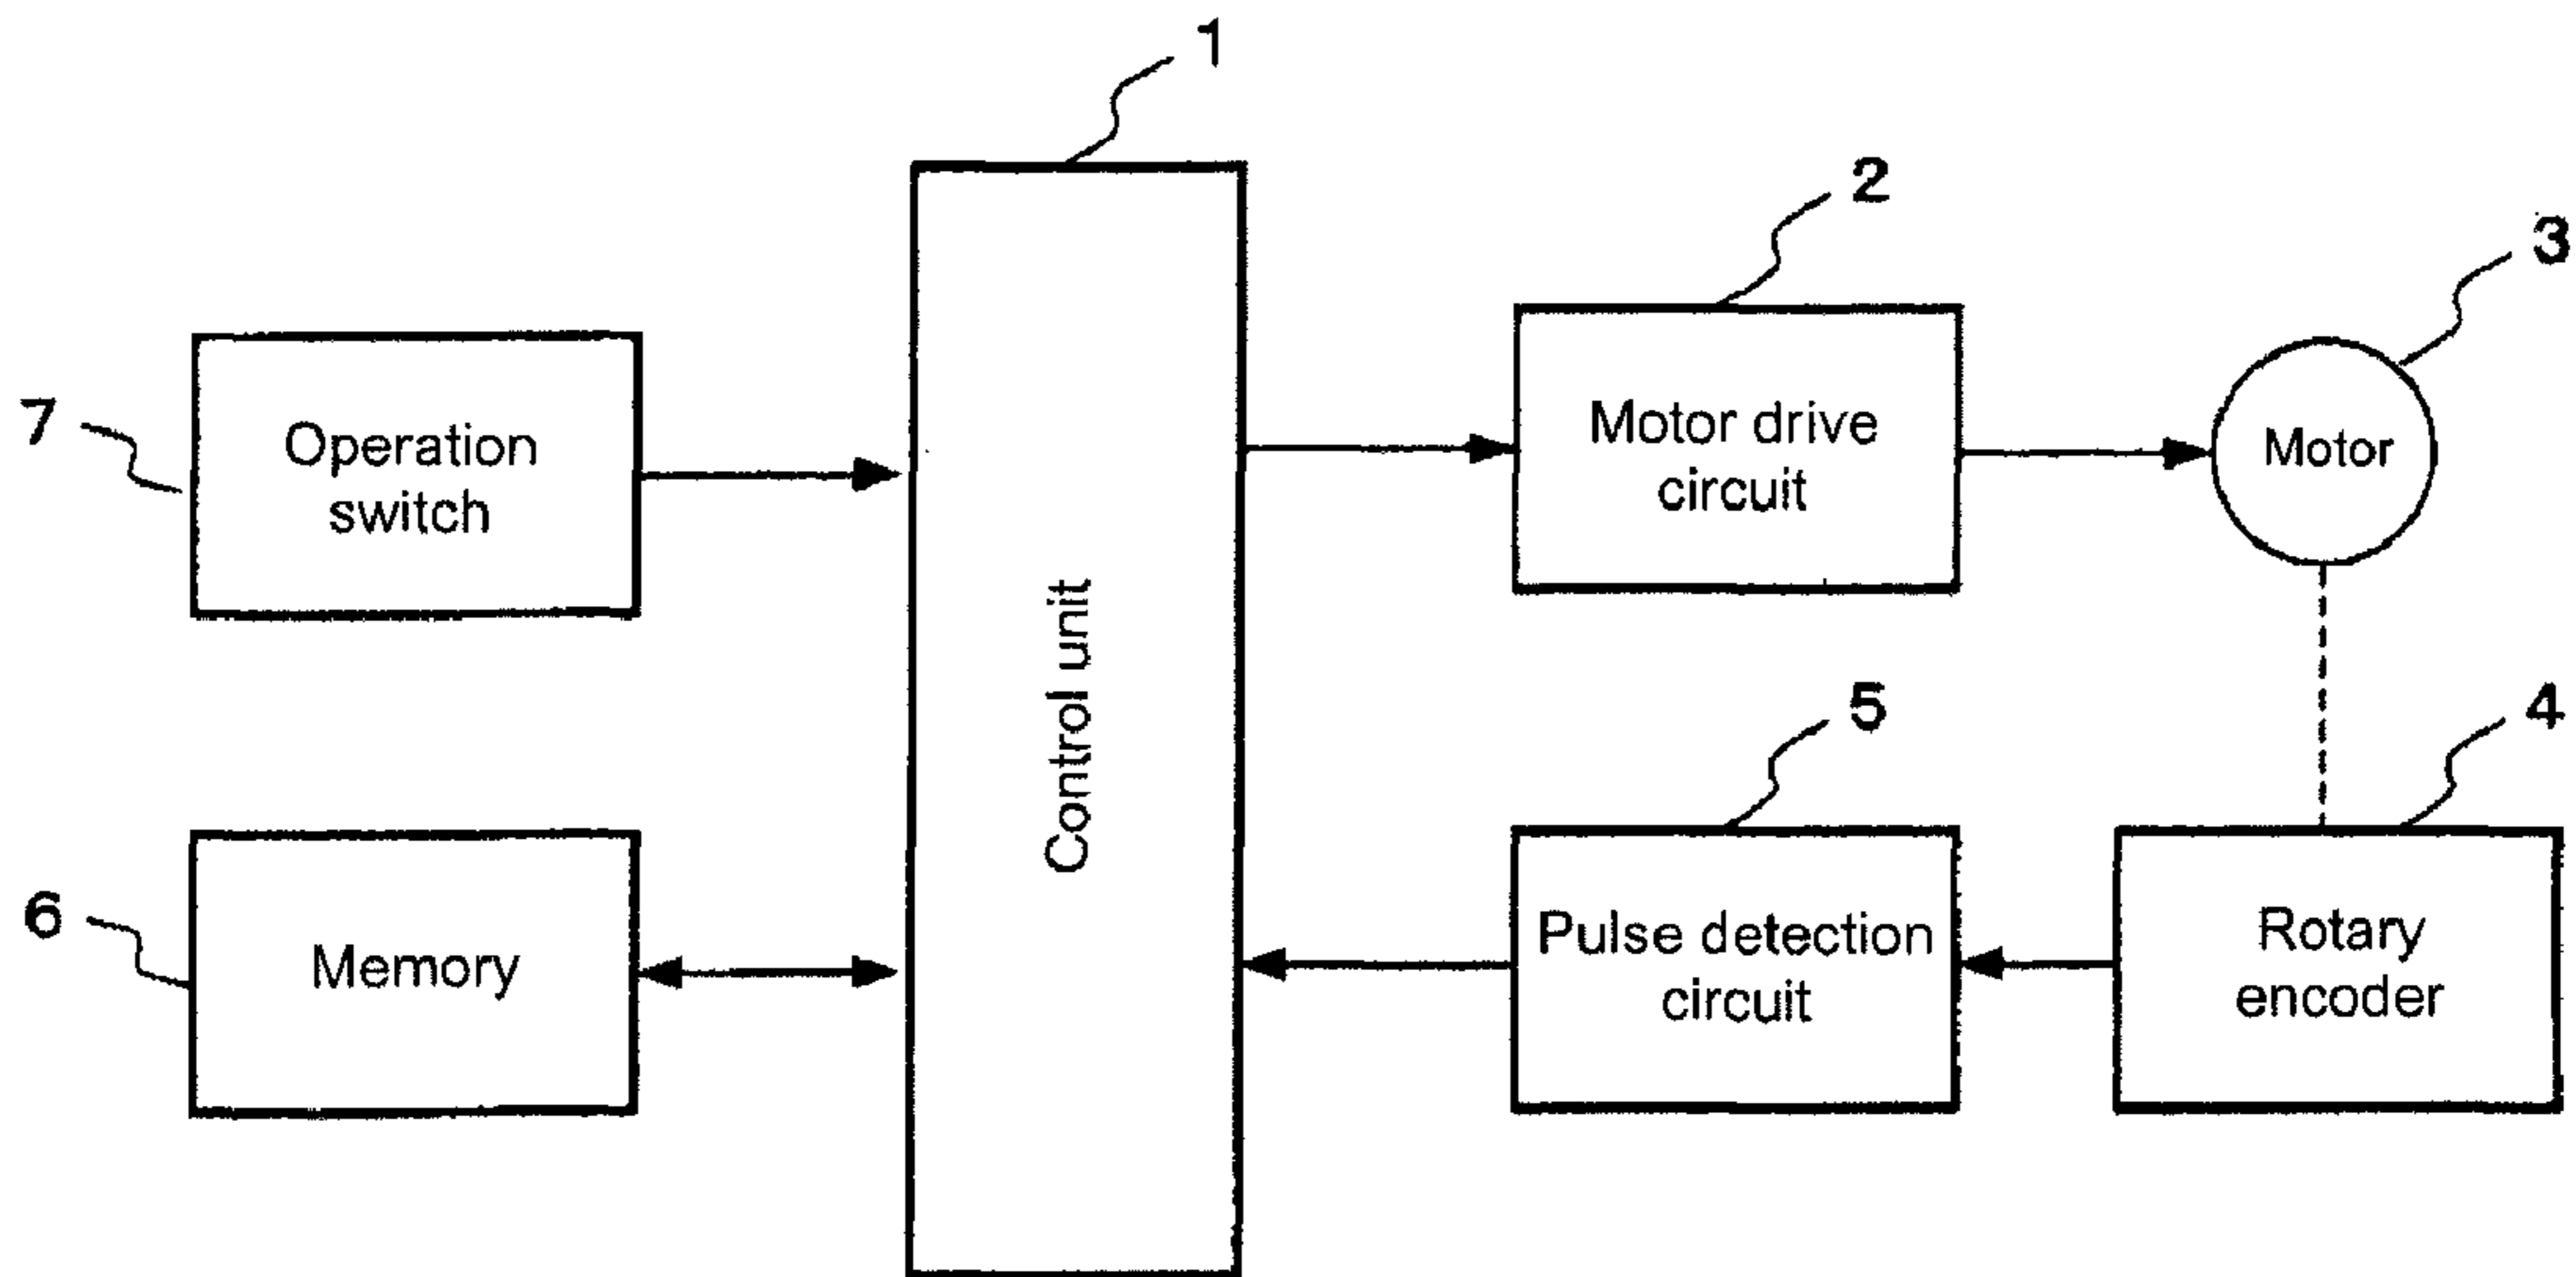 1
2
3
7
Operation
switch
Motor drive
circuit
Motor
Control unit
5
4
6
Memory
Pulse detection
circuit
Rotary
encoder